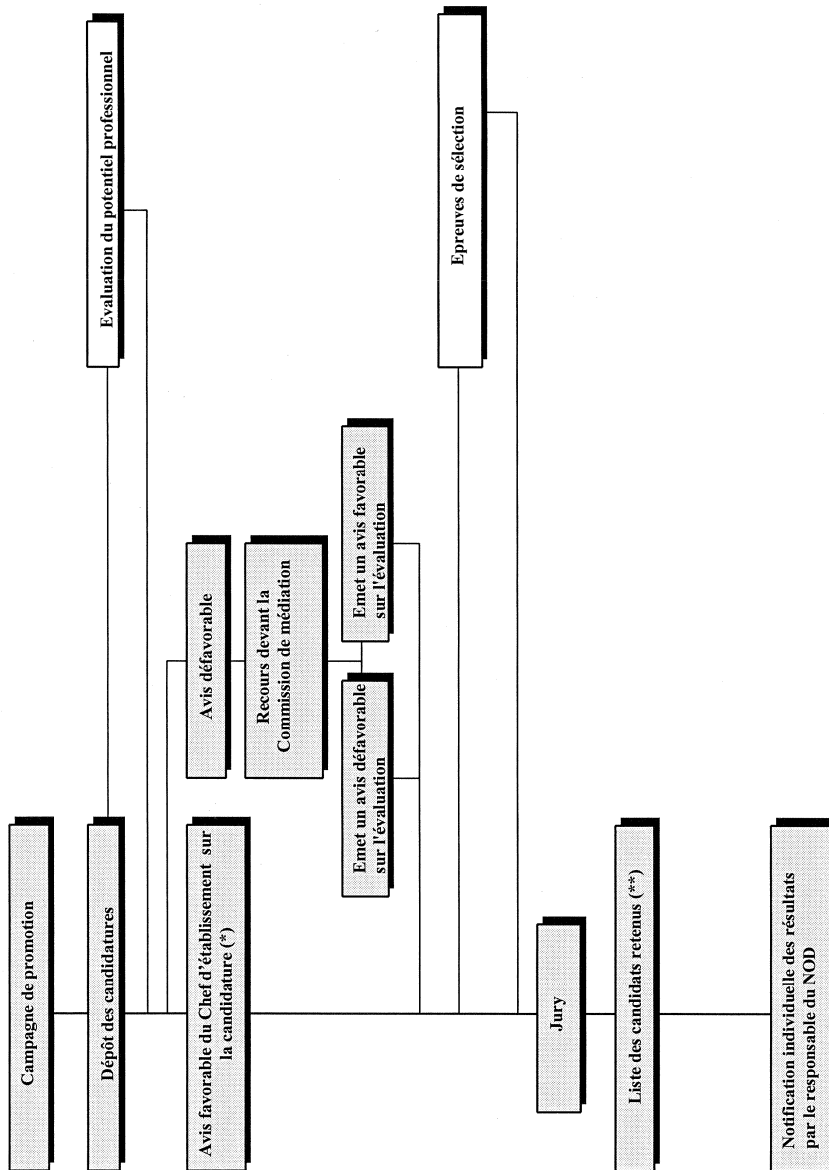 Campagne de promotion
Dépôt des candidatures
Evaluation du potentiel professionnel
Avis favorable du Chef d'établissement sur
la candidature (*)
Avis défavorable
Recours devant la
Commission de médiation
Emet un avis défavorable
sur l'évaluation
Emet un avis favorable
sur l'évaluation
Epreuves de sélection
Jury
Liste des candidats retenus (**)
Notification individuelle des résultats
par le responsable du NOD